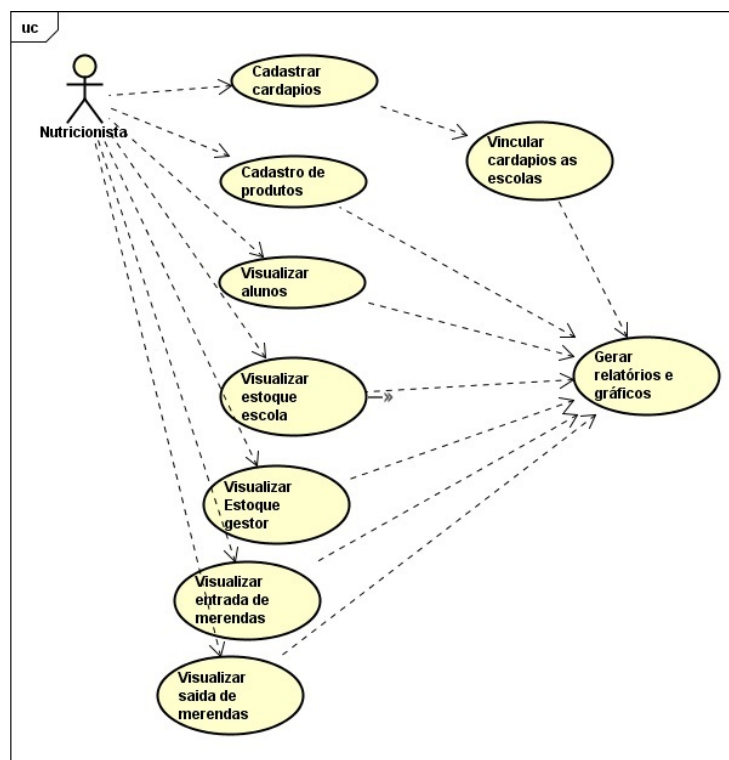 uc
Nutricionista
Cadastrar
cardapios
Vincular
cardapios as
escolas
Cadastro de
produtos
Visualizar
alunos
Gerar
relatórios e
gráficos
Visualizar
estoque
escola
Visualizar
Estoque
gestor
Visualizar
entrada de
merendas
Visualizar
saida de
merendas